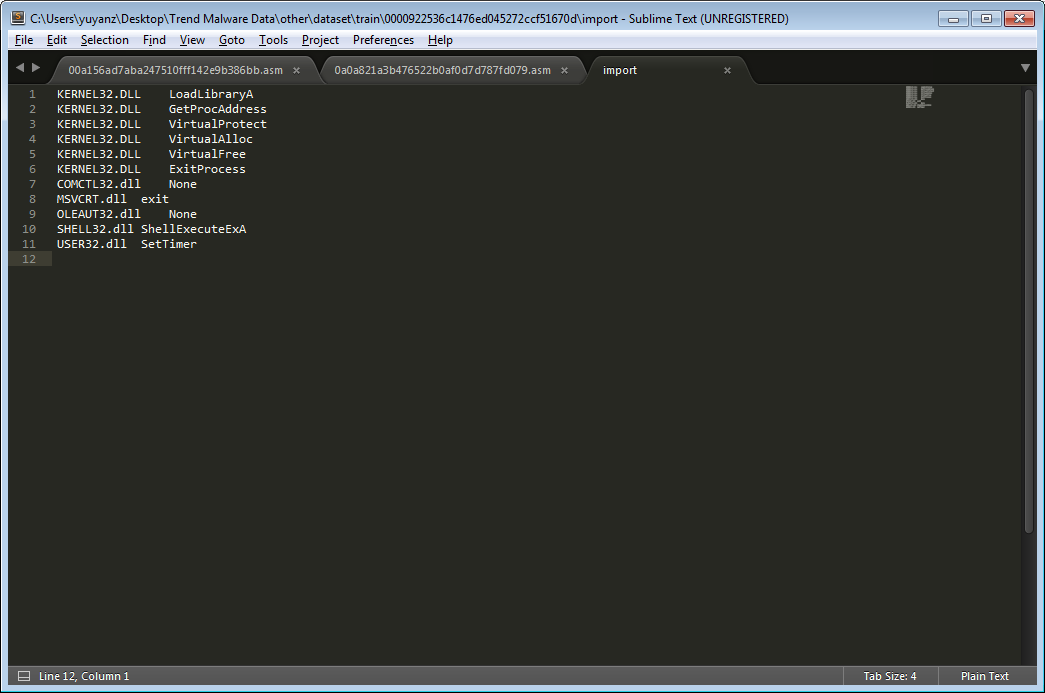 C:\Users\yuyanz\Desktop\Trend Malware Data\other\dataset\train\0000922536c1476ed045272ccf51670d\import - Sublime Text (UNREGISTERED)
File Edit Selection Find View Goto Tools Project Preferences Help
00a156ad7aba247510fff142e9b386bb.asm 0a0a821a3b476522b0af0d7d787fd079.asm import
1 KERNEL32.DLL LoadLibraryA
2 KERNEL32.DLL GetProcAddress
3 KERNEL32.DLL VirtualProtect
4 KERNEL32.DLL VirtualAlloc
5 KERNEL32.DLL VirtualFree
6 KERNEL32.DLL ExitProcess
7 COMCTL32.dll None
8 MSVCRT.dll exit
9 OLEAUT32.dll None
10 SHELL32.dll ShellExecuteExA
11 USER32.dll SetTimer
12
Line 12, Column 1 Tab Size: 4 Plain Text